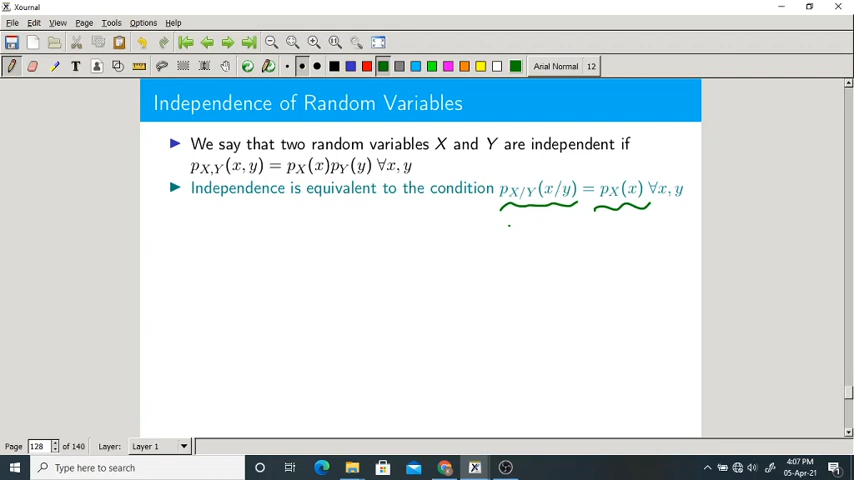 Xournal
File Edit View Page Tools Options Help
T Arial Normal 12
Independence of Random Variables
We say that two random variables X and Y are independent if
p_{X,Y}(x, y) = p_X(x)p_Y(y) ∀x, y
Independence is equivalent to the condition p_{X/Y}(x/y) = p_X(x) ∀x, y
Page 128 of 140 Layer: Layer 1
Type here to search
4:07 PM
05-Apr-21